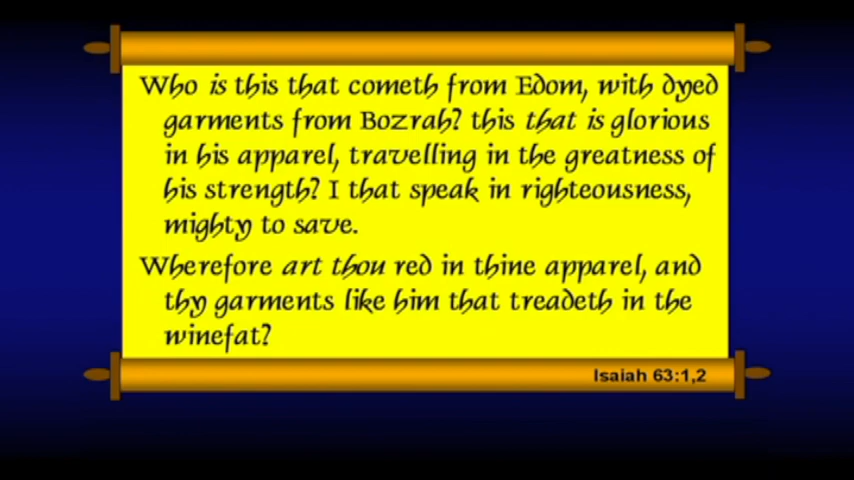 Who is this that cometh from Edom, with dyed
garments from Bozrah? this that is glorious
in his apparel, travelling in the greatness of
his strength? I that speak in righteousness,
mighty to save.
Wherefore art thou red in thine apparel, and
thy garments like him that treadeth in the
winefat?
Isaiah 63:1,2